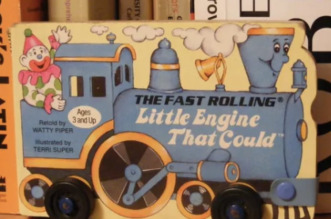 THE FAST ROLLING®
Little Engine
That Could™
Ages
3 and Up
Retold by
WATTY PIPER
Illustrated by
TERRI SUPER